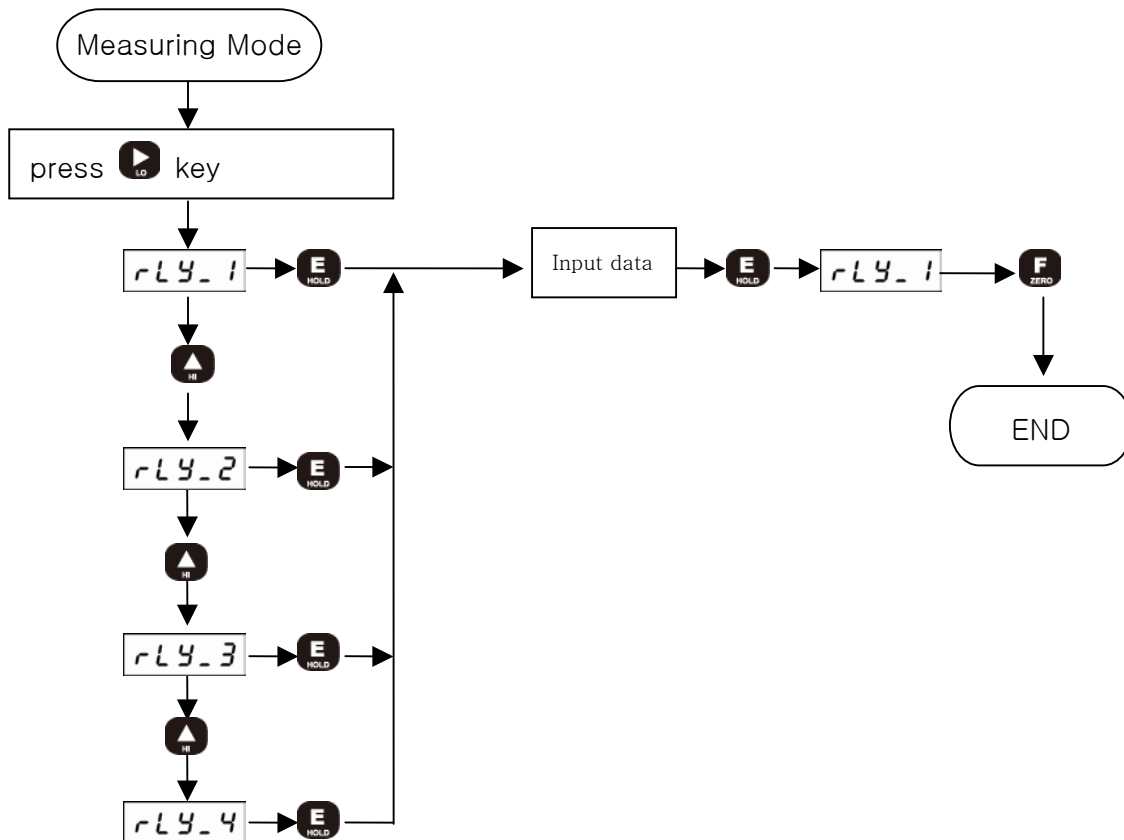 Measuring Mode
press LO key
rLY_1 E HOLD Input data E HOLD rLY_1 F ZERO
HI
END
rLY_2 E HOLD
HI
rLY_3 E HOLD
HI
rLY_4 E HOLD